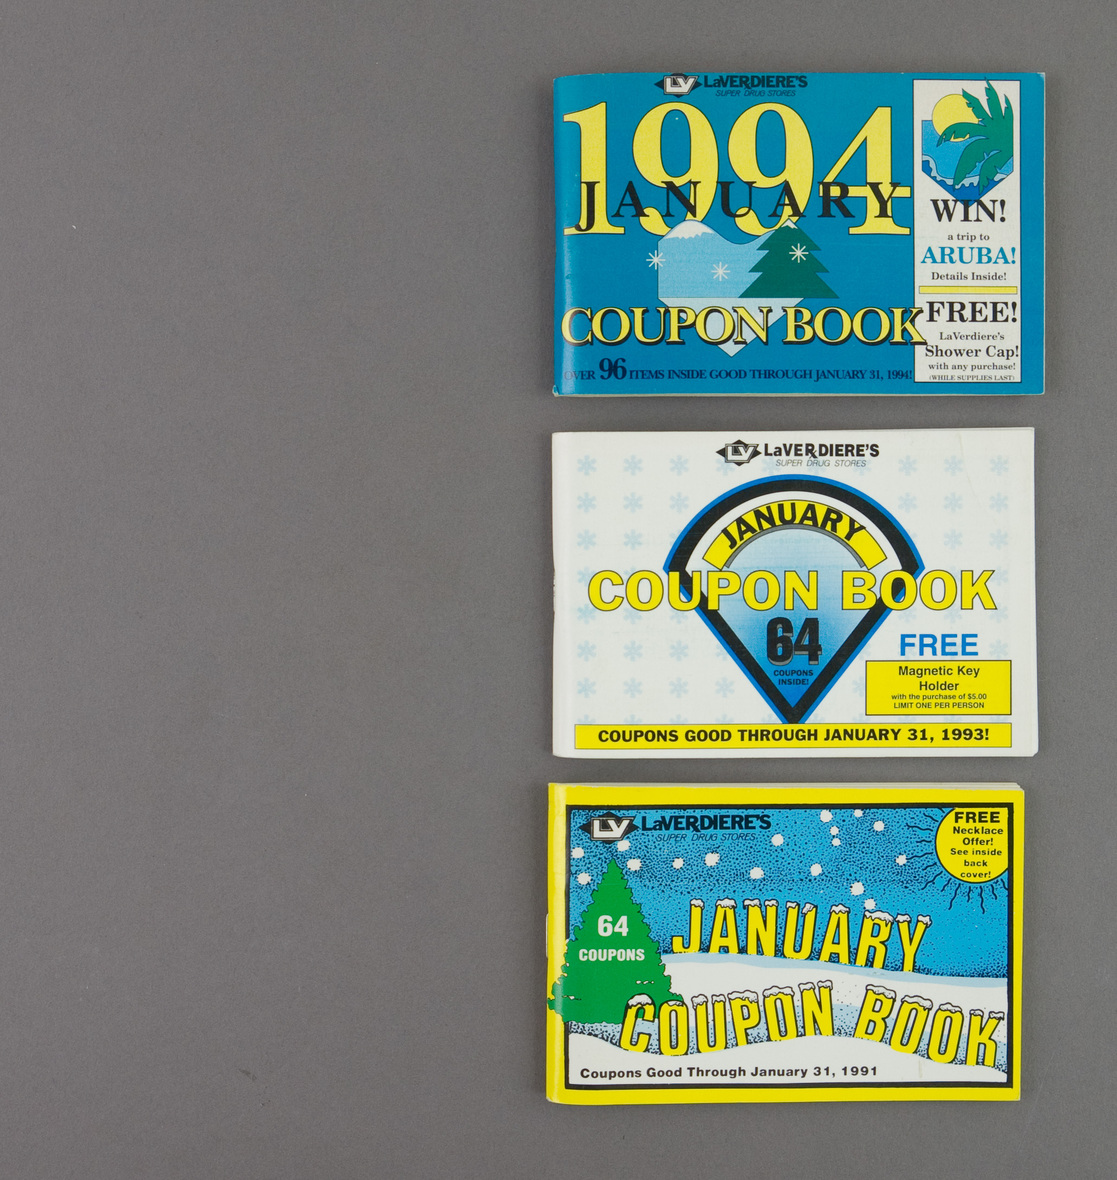 LV LaVERDIERE'S
SUPER DRUG STORES
1994
JANUARY
COUPON BOOK
OVER 96 ITEMS INSIDE GOOD THROUGH JANUARY 31, 1994!
WIN!
a trip to
ARUBA!
Details Inside!
FREE!
LaVerdiere's
Shower Cap!
with any purchase!
(WHILE SUPPLIES LAST)
LV LaVERDIERE'S
SUPER DRUG STORES
JANUARY
COUPON BOOK
64
COUPONS
INSIDE!
FREE
Magnetic Key
Holder
with the purchase of $5.00
LIMIT ONE PER PERSON
COUPONS GOOD THROUGH JANUARY 31, 1993!
LV LaVERDIERE'S
SUPER DRUG STORES
FREE
Necklace
Offer!
See inside
back
cover!
64
COUPONS
JANUARY
COUPON BOOK
Coupons Good Through January 31, 1991